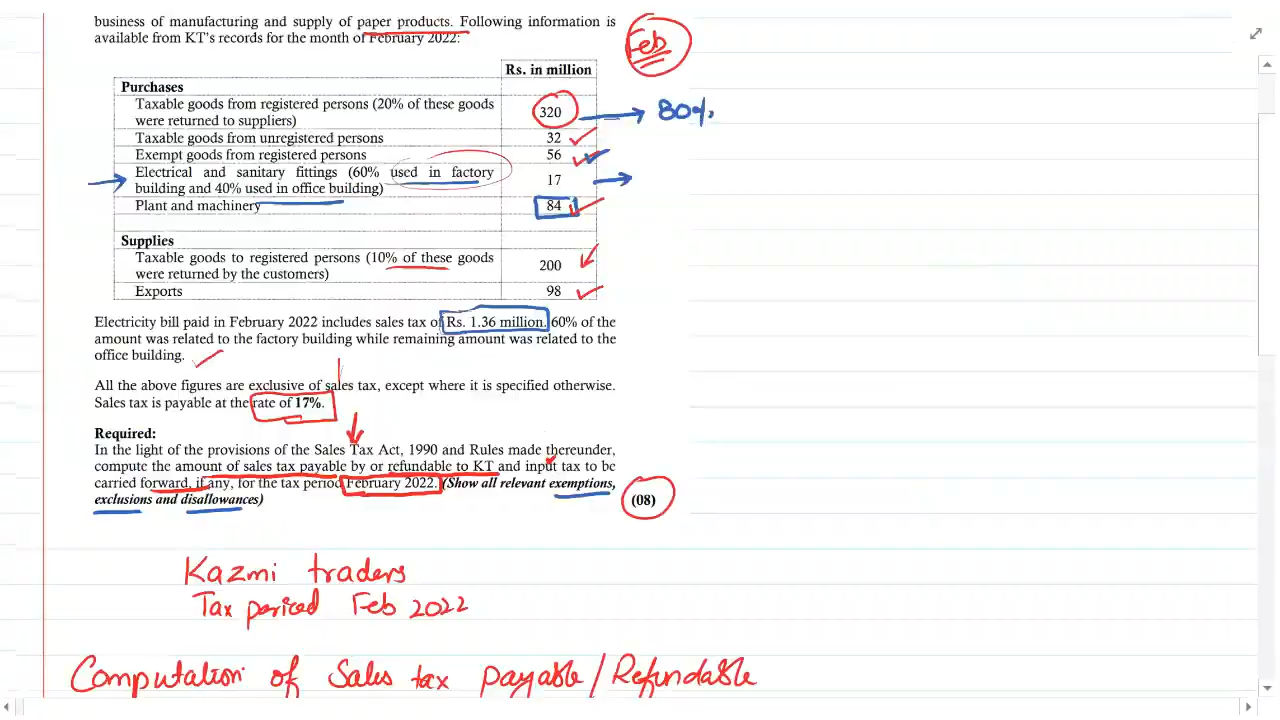 business of manufacturing and supply of paper products. Following information is
available from KT's records for the month of February 2022:
Feb
Rs. in million
Purchases
Taxable goods from registered persons (20% of these goods
were returned to suppliers)
320
80%
Taxable goods from unregistered persons
32
Exempt goods from registered persons
56
Electrical and sanitary fittings (60% used in factory
building and 40% used in office building)
17
Plant and machinery
84
Supplies
Taxable goods to registered persons (10% of these goods
were returned by the customers)
200
Exports
98
Electricity bill paid in February 2022 includes sales tax of Rs. 1.36 million. 60% of the
amount was related to the factory building while remaining amount was related to the
office building.
All the above figures are exclusive of sales tax, except where it is specified otherwise.
Sales tax is payable at the rate of 17%.
Required:
In the light of the provisions of the Sales Tax Act, 1990 and Rules made thereunder,
compute the amount of sales tax payable by or refundable to KT and input tax to be
carried forward, if any, for the tax period February 2022. (Show all relevant exemptions,
exclusions and disallowances)
(08)
Kazmi traders
Tax period Feb 2022
Computation of Sales tax Payable/Refundable